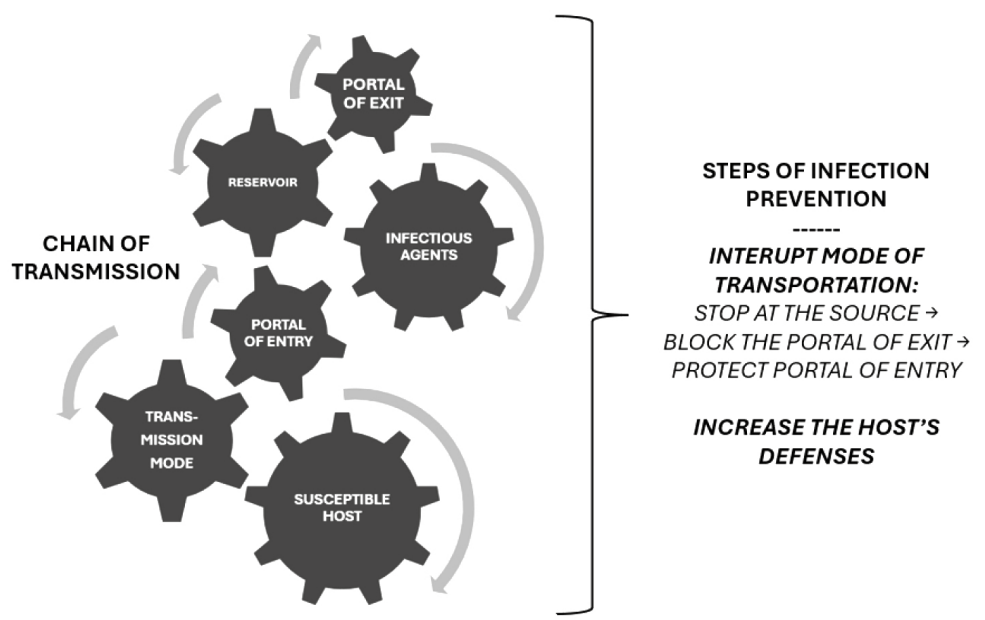 CHAIN OF
TRANSMISSION
PORTAL
OF EXIT
RESERVOIR
INFECTIOUS
AGENTS
PORTAL
OF ENTRY
TRANS-
MISSION
MODE
SUSCEPTIBLE
HOST
STEPS OF INFECTION
PREVENTION
------
INTERUPT MODE OF
TRANSPORTATION:
STOP AT THE SOURCE →
BLOCK THE PORTAL OF EXIT →
PROTECT PORTAL OF ENTRY
INCREASE THE HOST'S
DEFENSES